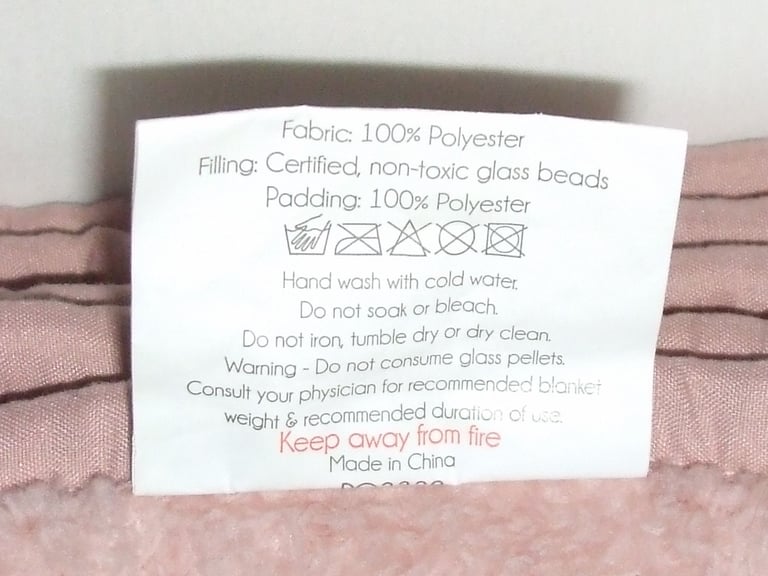 Fabric: 100% Polyester
Filling: Certified, non-toxic glass beads
Padding: 100% Polyester
Hand wash with cold water.
Do not soak or bleach.
Do not iron, tumble dry or dry clean.
Warning - Do not consume glass pellets.
Consult your physician for recommended blanket
weight & recommended duration of use.
Keep away from fire
Made in China